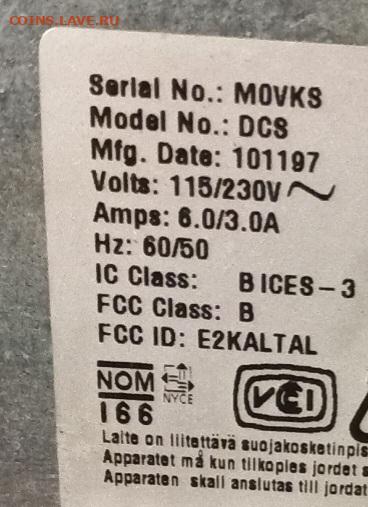 COINS.LAVE.RU
Serial No.: M0VKS
Model No.: DCS
Mfg. Date: 101197
Volts: 115/230V ~
Amps: 6.0/3.0A
Hz: 60/50
IC Class: B ICES-3
FCC Class: B
FCC ID: E2KALTAL
NOM NYCE VCCI
166
Laite on liitettävä suojakosketinpis
Apparatet må kun tilkoples jordet s
Apparaten skall anslutas till jordat